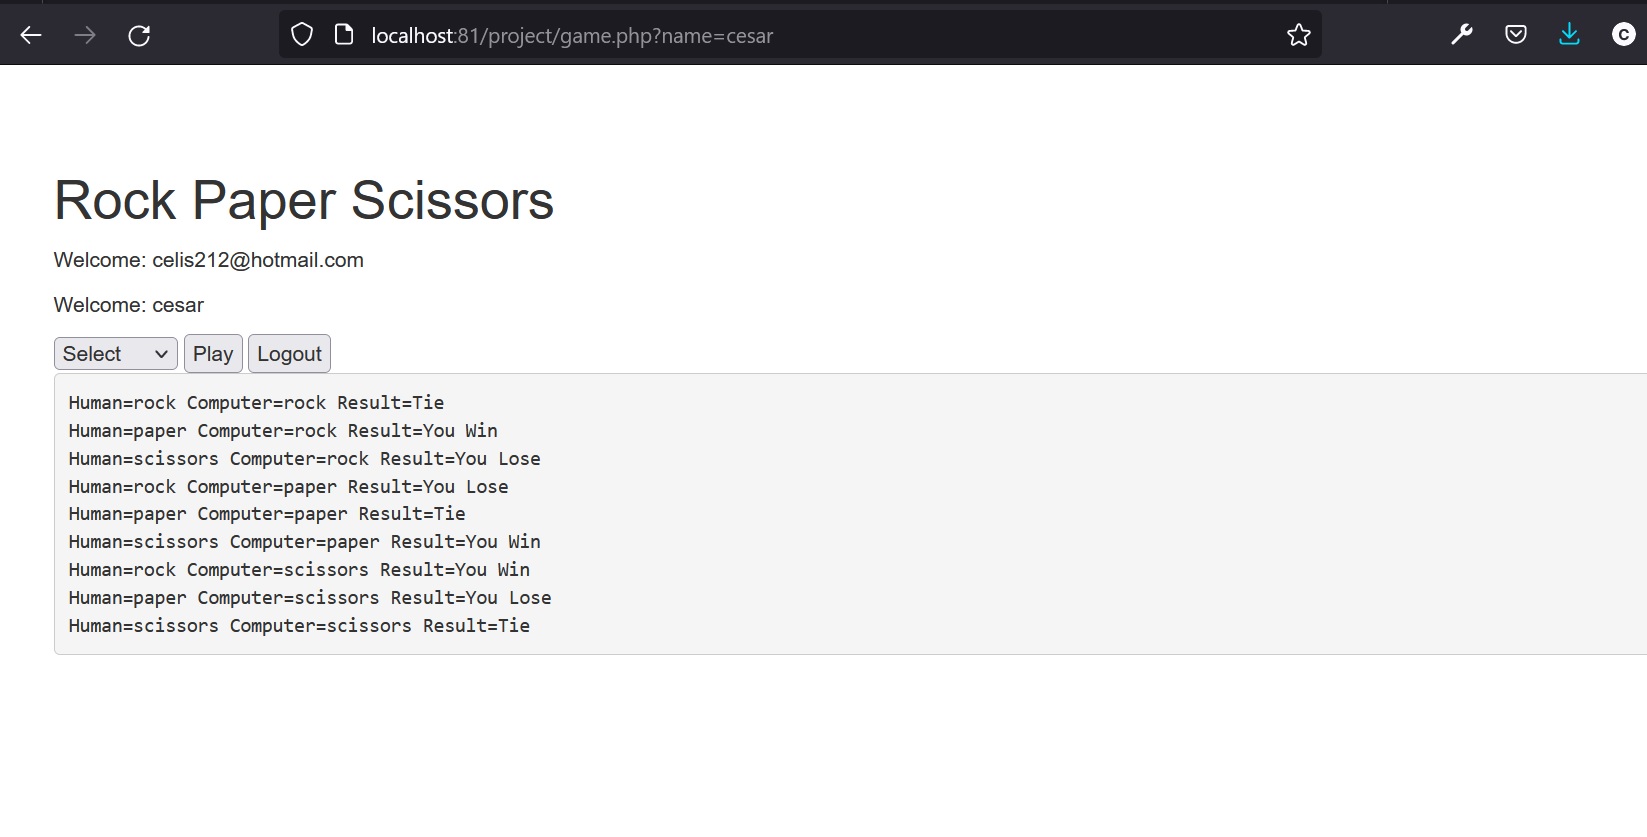 localhost:81/project/game.php?name=cesar
C
Rock Paper Scissors
Welcome: celis212@hotmail.com
Welcome: cesar
Select Play Logout
Human=rock Computer=rock Result=Tie
Human=paper Computer=rock Result=You Win
Human=scissors Computer=rock Result=You Lose
Human=rock Computer=paper Result=You Lose
Human=paper Computer=paper Result=Tie
Human=scissors Computer=paper Result=You Win
Human=rock Computer=scissors Result=You Win
Human=paper Computer=scissors Result=You Lose
Human=scissors Computer=scissors Result=Tie